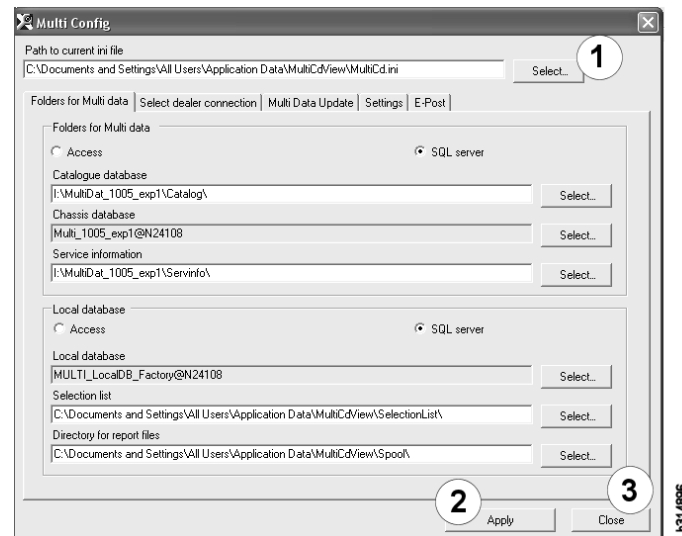 Multi Config
Path to current ini file
C:\Documents and Settings\All Users\Application Data\MultiCdView\MultiCd.ini
Select...
1
Folders for Multi data
Select dealer connection
Multi Data Update
Settings
E-Post
Folders for Multi data
Access
SQL server
Catalogue database
I:\MultiDat_1005_exp1\Catalog\
Select...
Chassis database
Multi_1005_exp1@N24108
Select...
Service information
I:\MultiDat_1005_exp1\Servinfo\
Select...
Local database
Access
SQL server
Local database
MULTI_LocalDB_Factory@N24108
Select...
Selection list
C:\Documents and Settings\All Users\Application Data\MultiCdView\SelectionList\
Select...
Directory for report files
C:\Documents and Settings\All Users\Application Data\MultiCdView\Spool\
Select...
2
Apply
3
Close
b314896